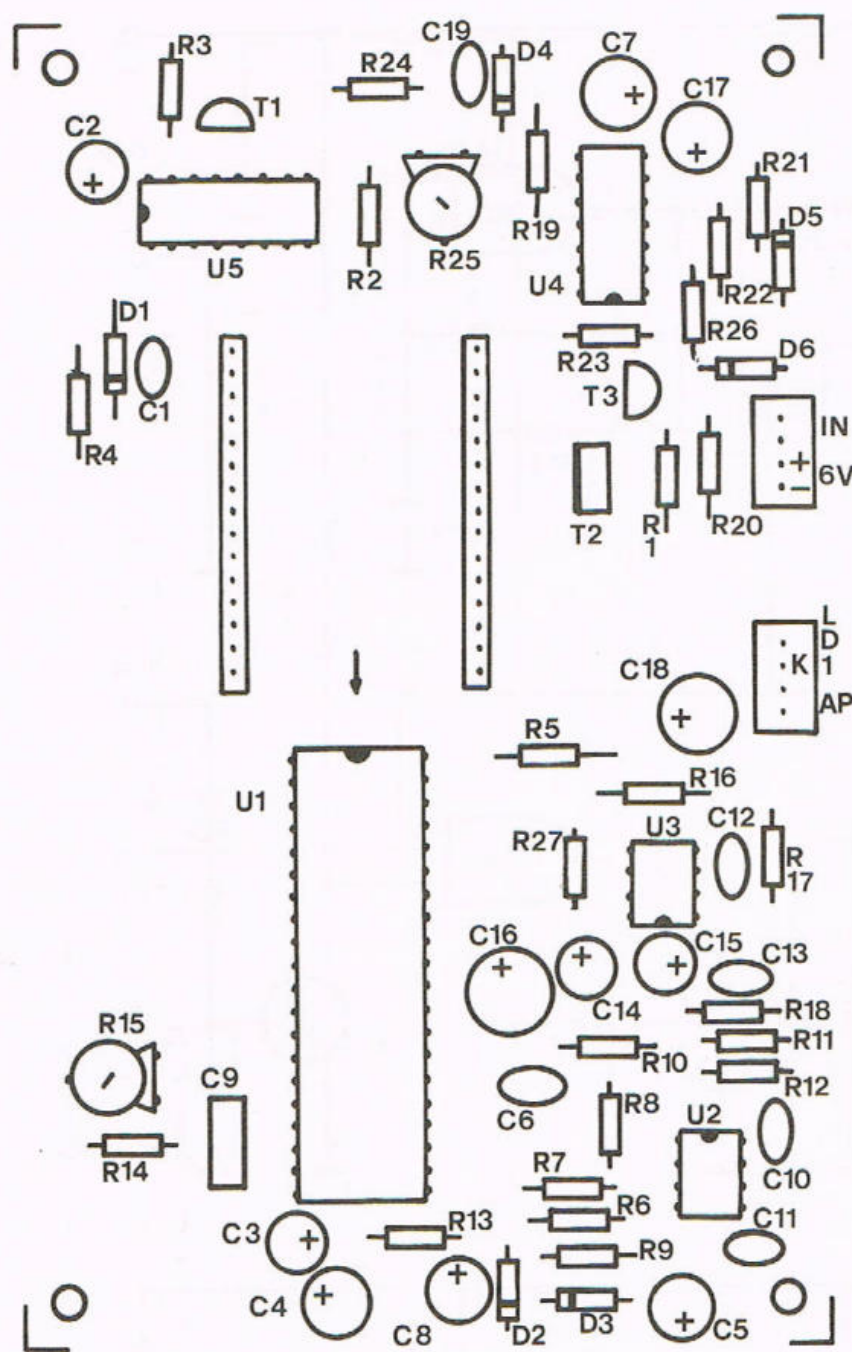 R3
C19
D4
C7
R24
C17
T1
C2
R21
D5
R19
R2
R25
U5
U4
R22
D1
R26
R23
D6
C1
T3
R4
IN
+
6V
–
T2
R
1
R20
L
D
K 1
AP
C18
R5
R16
U1
U3
C12
R27
R
17
C16
C15
C13
C14
R18
R15
R11
R10
R12
C9
C6
R8
U2
R14
R7
C10
R6
C11
C3
R13
R9
C4
C8
D2
D3
C5